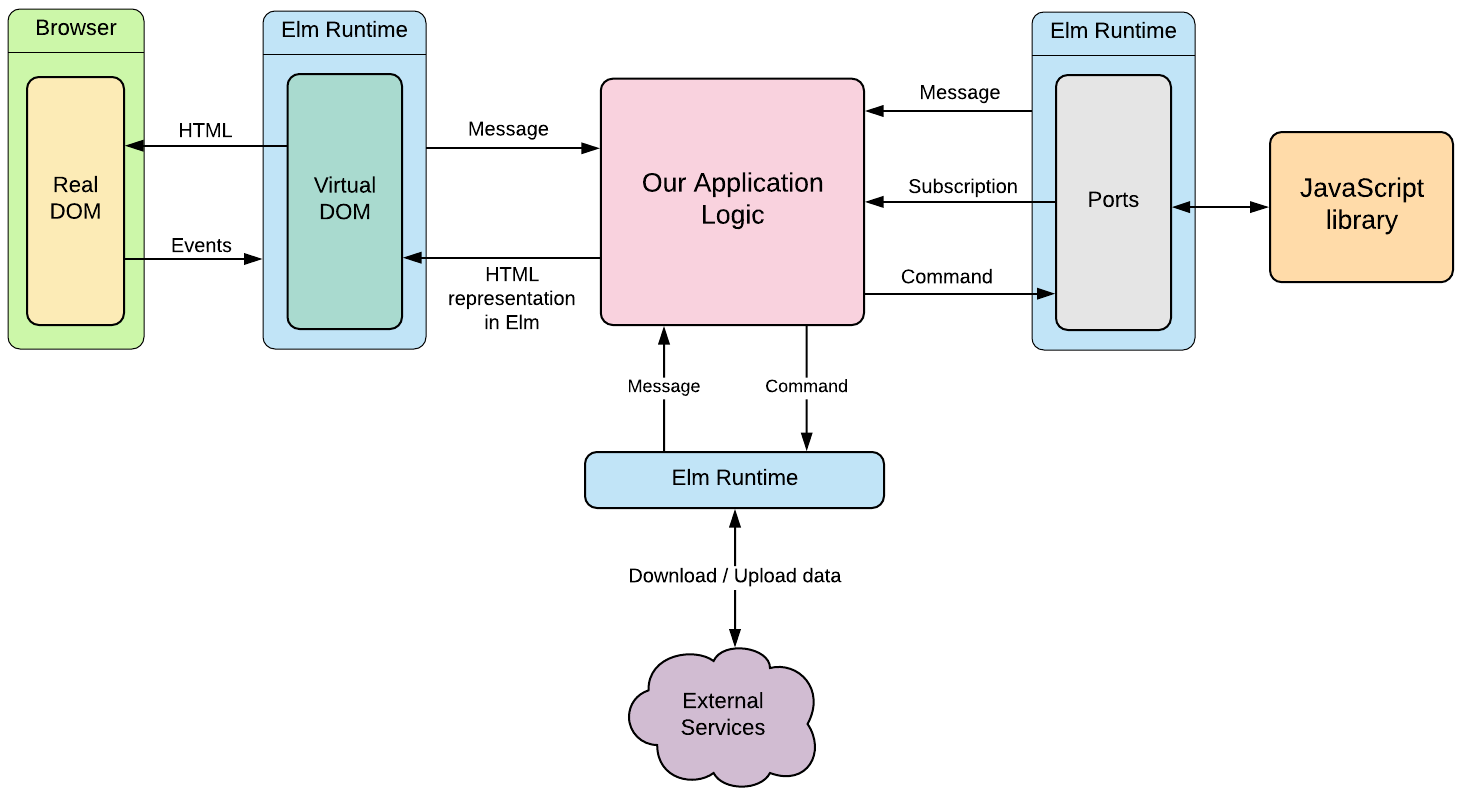 Browser
Elm Runtime
Elm Runtime
HTML
Message
Message
Real
DOM
Virtual
DOM
Our Application
Logic
Subscription
Ports
JavaScript
library
Events
HTML
representation
in Elm
Command
Message
Command
Elm Runtime
Download / Upload data
External
Services